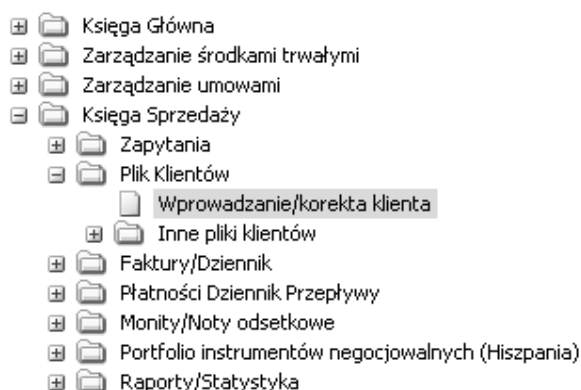 Księga Główna
Zarządzanie środkami trwałymi
Zarządzanie umowami
Księga Sprzedaży
Zapytania
Plik Klientów
Wprowadzanie/korekta klienta
Inne pliki klientów
Faktury/Dziennik
Płatności Dziennik Przepływy
Monity/Noty odsetkowe
Portfolio instrumentów negocjowalnych (Hiszpania)
Raporty/Statystyka